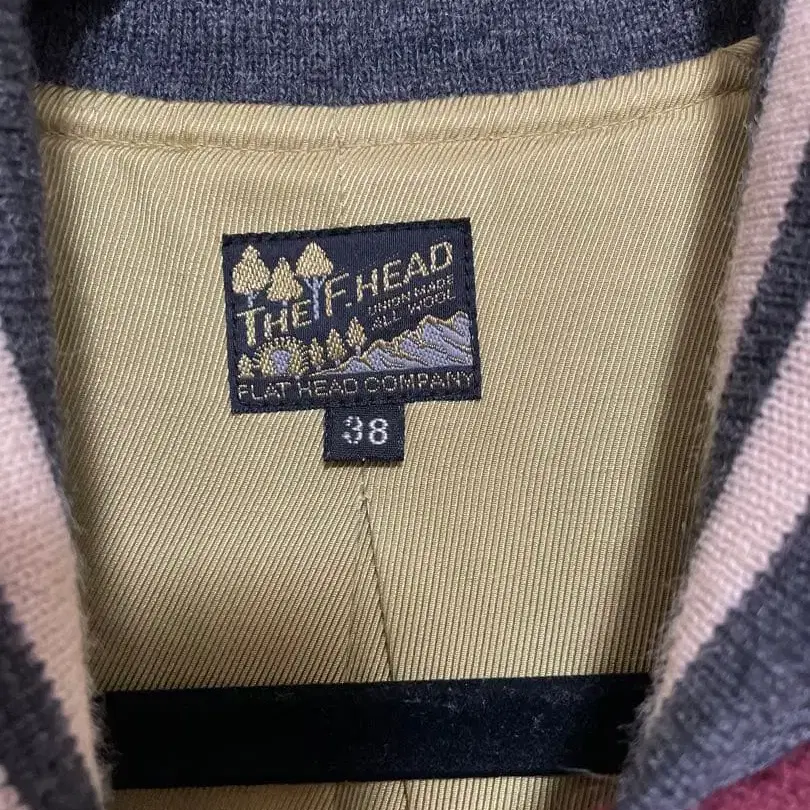 THE F.HEAD
UNION MADE
ALL WOOL
FLAT HEAD COMPANY
38